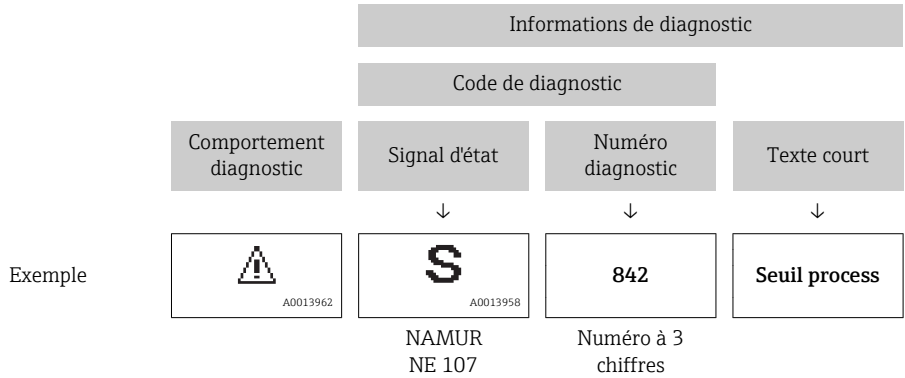 Informations de diagnostic
Code de diagnostic
Comportement
diagnostic
Signal d'état
Numéro
diagnostic
Texte court
↓ ↓ ↓
Exemple
A0013962
S
A0013958
842
Seuil process
NAMUR
NE 107
Numéro à 3
chiffres